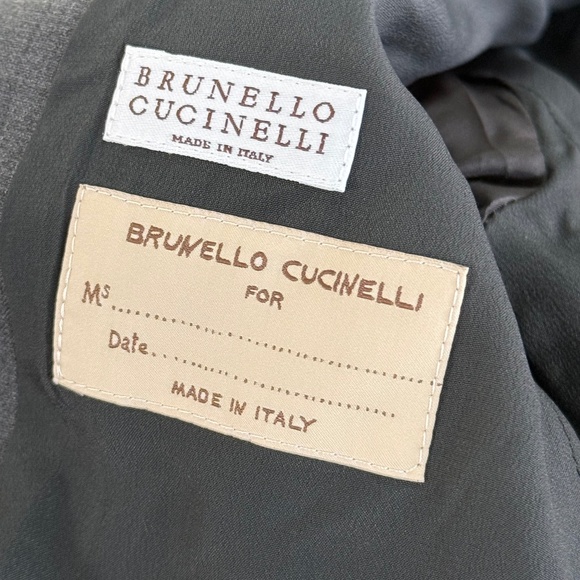 BRUNELLO
CUCINELLI
MADE IN ITALY
BRUNELLO CUCINELLI
FOR
Ms.......................................................
Date..........................................
MADE IN ITALY